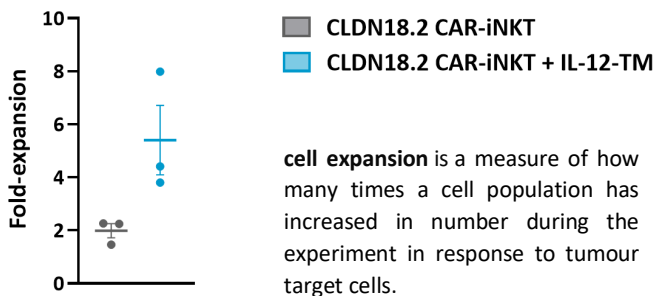 10
8
6
4
2
0
Fold-expansion
CLDN18.2 CAR-iNKT
CLDN18.2 CAR-iNKT + IL-12-TM
cell expansion is a measure of how
many times a cell population has
increased in number during the
experiment in response to tumour
target cells.